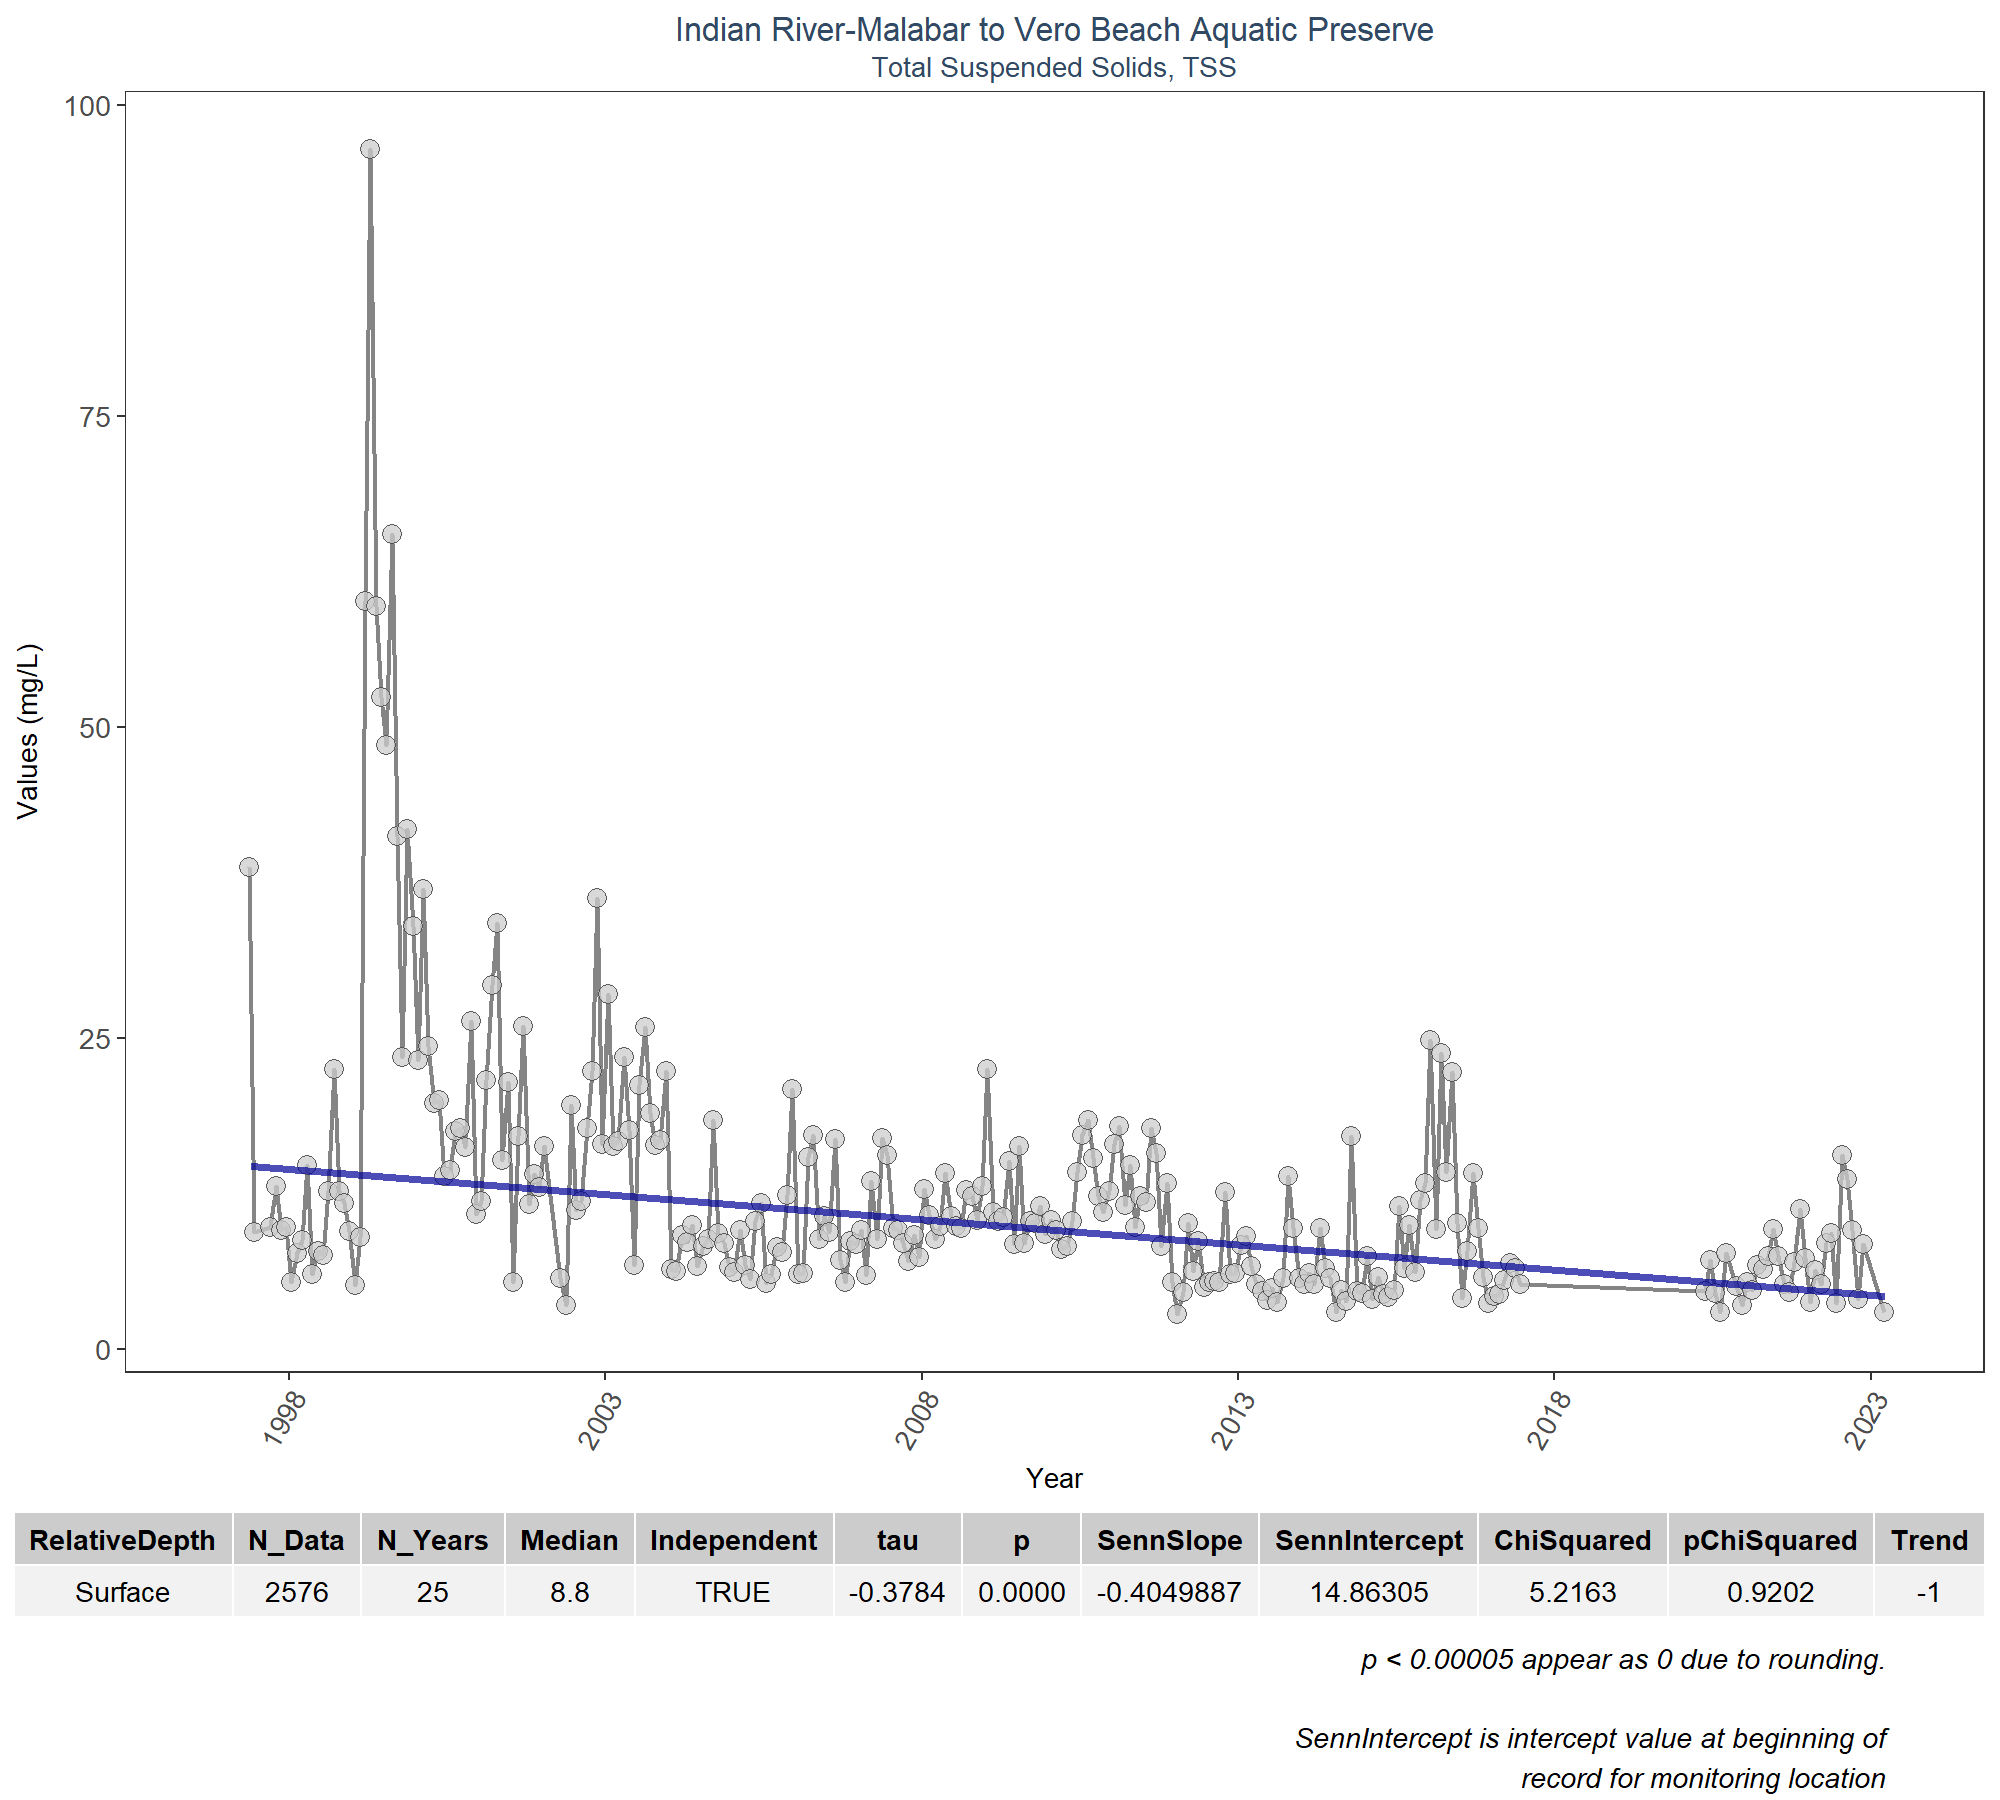 Indian River-Malabar to Vero Beach Aquatic Preserve
Total Suspended Solids, TSS
100
75
50
25
0
Values (mg/L)
1998
2003
2008
2013
2018
2023
Year
RelativeDepth N_Data N_Years Median Independent tau p SennSlope SennIntercept ChiSquared pChiSquared Trend
Surface 2576 25 8.8 TRUE -0.3784 0.0000 -0.4049887 14.86305 5.2163 0.9202 -1
p < 0.00005 appear as 0 due to rounding.
SennIntercept is intercept value at beginning of
record for monitoring location